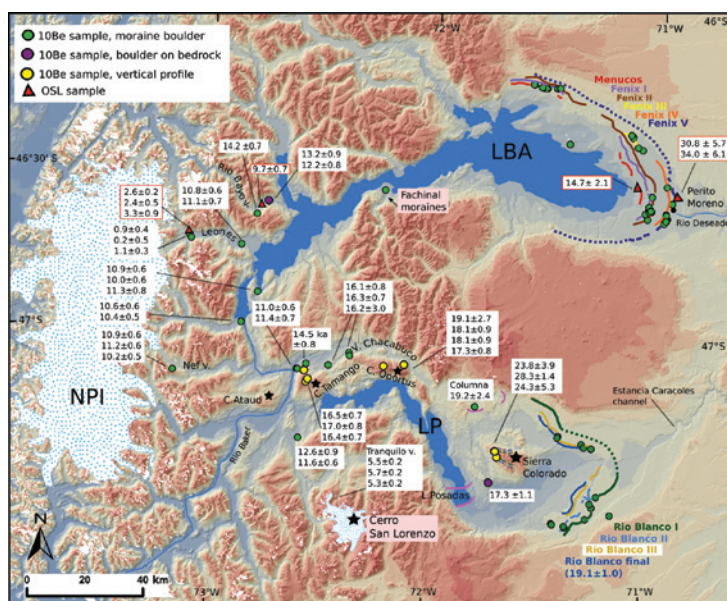 10Be sample, moraine boulder
10Be sample, boulder on bedrock
10Be sample, vertical profile
OSL sample
72°W
71°W
46°S
Menucos
Fenix I
Fenix II
Fenix III
Fenix IV
Fenix V
30.8 ± 5.7
34.0 ± 6.1
46°30'S
14.2 ±0.7
13.2±0.9
12.2±0.8
9.7±0.7
LBA
14.7± 2.1
Perito
Moreno
Rio Deseado
2.6±0.2
2.4±0.5
3.3±0.9
10.8±0.6
11.1±0.7
Fachinal
moraines
0.9±0.4
0.2±0.5
1.1±0.3
Leones
10.9±0.6
10.0±0.6
11.3±0.8
11.0±0.6
11.4±0.7
16.1±0.8
16.3±0.7
16.2±3.0
10.6±0.6
10.4±0.5
47°S
14.5 ka
±0.8
19.1±2.7
18.1±0.9
18.1±0.9
17.3±0.8
47°S
10.9±0.6
11.2±0.6
10.2±0.5
Nef v.
V. Chacabuco
C. Oportus
C.Tamango
23.8±3.9
28.3±1.4
24.3±5.3
NPI
C.Ataud
Columna
19.2±2.4
Estancia Caracoles
channel
16.5±0.7
17.0±0.8
16.4±0.7
LP
Rio Baker
12.6±0.9
11.6±0.6
Tranquilo v.
5.5±0.2
5.7±0.2
5.3±0.2
Sierra
Colorado
L.Posadas
17.3 ±1.1
N
Cerro
San Lorenzo
Rio Blanco I
Rio Blanco II
Rio Blanco III
Rio Blanco final
(19.1±1.0)
0
20
40
km
73°W
72°W
71°W